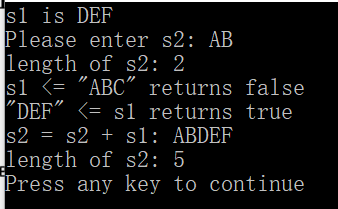 s1 is DEF
Please enter s2: AB
length of s2: 2
s1 <= "ABC" returns false
"DEF" <= s1 returns true
s2 = s2 + s1: ABDEF
length of s2: 5
Press any key to continue